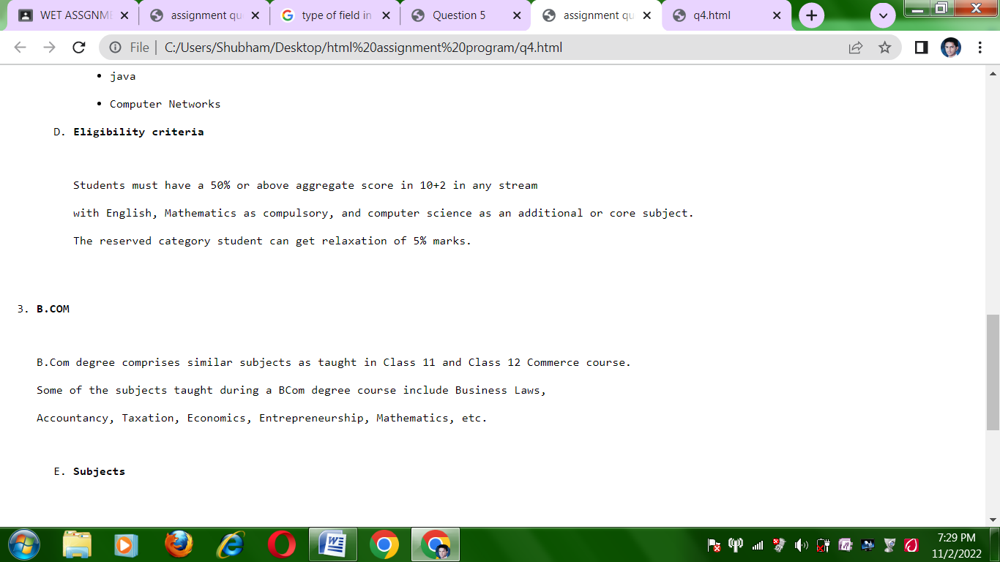 WET ASSGNME
assignment qu
type of field in
Question 5
assignment qu
q4.html
File
C:/Users/Shubham/Desktop/html%20assignment%20program/q4.html
• java
• Computer Networks
D. Eligibility criteria
Students must have a 50% or above aggregate score in 10+2 in any stream
with English, Mathematics as compulsory, and computer science as an additional or core subject.
The reserved category student can get relaxation of 5% marks.
3. B.COM
B.Com degree comprises similar subjects as taught in Class 11 and Class 12 Commerce course.
Some of the subjects taught during a BCom degree course include Business Laws,
Accountancy, Taxation, Economics, Entrepreneurship, Mathematics, etc.
E. Subjects
7:29 PM
11/2/2022